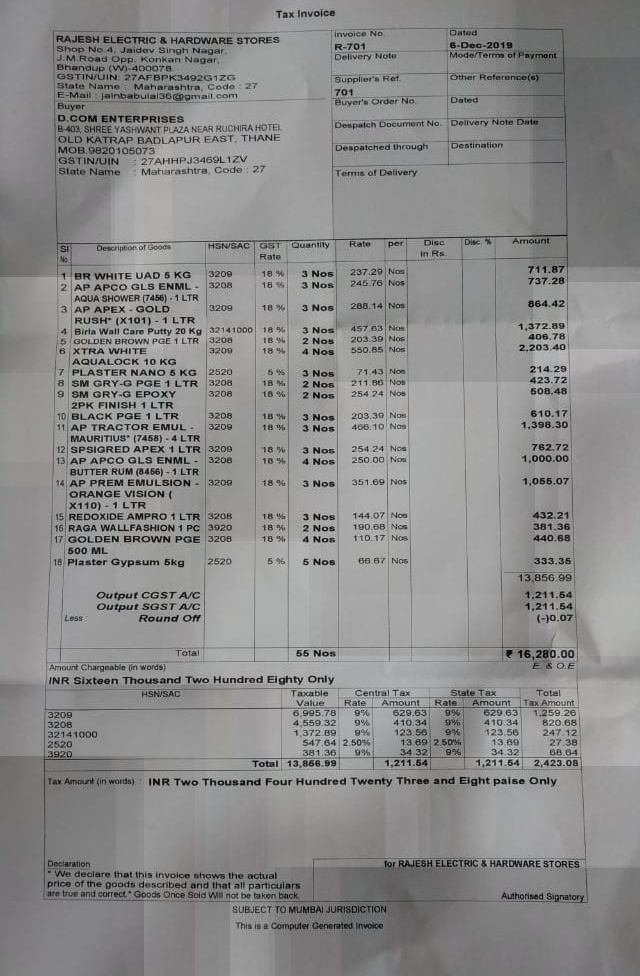 Tax Invoice
RAJESH ELECTRIC & HARDWARE STORES
Shop No.4, Jaidev Singh Nagar,
J.M.Road Opp. Konkan Nagar,
Bhandup (W)-400078.
GSTIN/UIN: 27AFBPK3492G1ZG
State Name : Maharashtra, Code : 27
E-Mail : jainbabulal36@gmail.com
Invoice No. Dated
R-701 6-Dec-2019
Delivery Note Mode/Terms of Payment
Supplier's Ref. Other Reference(s)
701
Buyer
D.COM ENTERPRISES
B-403, SHREE YASHWANT PLAZA NEAR RUCHIRA HOTEL
OLD KATRAP BADLAPUR EAST, THANE
MOB.9820105073
GSTIN/UIN : 27AHHPJ3469L1ZV
State Name : Maharashtra, Code : 27
Buyer's Order No. Dated
Despatch Document No. Delivery Note Date
Despatched through Destination
Terms of Delivery
Sl No. Description of Goods HSN/SAC GST Rate Quantity Rate per Disc in Rs. Disc. % Amount
1 BR WHITE UAD 5 KG 3209 18 % 3 Nos 237.29 Nos 711.87
2 AP APCO GLS ENML - 3208 18 % 3 Nos 245.76 Nos 737.28
AQUA SHOWER (7456) - 1 LTR
3 AP APEX - GOLD 3209 18 % 3 Nos 288.14 Nos 864.42
RUSH* (X101) - 1 LTR
4 Birla Wall Care Putty 20 Kg 32141000 18 % 3 Nos 457.63 Nos 1,372.89
5 GOLDEN BROWN PGE 1 LTR 3208 18 % 2 Nos 203.39 Nos 406.78
6 XTRA WHITE 3209 18 % 4 Nos 550.85 Nos 2,203.40
AQUALOCK 10 KG
7 PLASTER NANO 5 KG 2520 5 % 3 Nos 71.43 Nos 214.29
8 SM GRY-G PGE 1 LTR 3208 18 % 2 Nos 211.86 Nos 423.72
9 SM GRY-G EPOXY 3208 18 % 2 Nos 254.24 Nos 508.48
2PK FINISH 1 LTR
10 BLACK PGE 1 LTR 3208 18 % 3 Nos 203.39 Nos 610.17
11 AP TRACTOR EMUL - 3209 18 % 3 Nos 466.10 Nos 1,398.30
MAURITIUS* (7458) - 4 LTR
12 SPSIGRED APEX 1 LTR 3209 18 % 3 Nos 254.24 Nos 762.72
13 AP APCO GLS ENML - 3208 18 % 4 Nos 250.00 Nos 1,000.00
BUTTER RUM (8456) - 1 LTR
14 AP PREM EMULSION - 3209 18 % 3 Nos 351.69 Nos 1,055.07
ORANGE VISION (
X110) - 1 LTR
15 REDOXIDE AMPRO 1 LTR 3208 18 % 3 Nos 144.07 Nos 432.21
16 RAGA WALLFASHION 1 PC 3920 18 % 2 Nos 190.68 Nos 381.36
17 GOLDEN BROWN PGE 3208 18 % 4 Nos 110.17 Nos 440.68
500 ML
18 Plaster Gypsum 5kg 2520 5 % 5 Nos 66.67 Nos 333.35
13,856.99
Output CGST A/C 1,211.54
Output SGST A/C 1,211.54
Less : Round Off (-)0.07
Total 55 Nos ₹ 16,280.00
Amount Chargeable (in words) E. & O.E
INR Sixteen Thousand Two Hundred Eighty Only
HSN/SAC Taxable Value Central Tax Rate Amount State Tax Rate Amount Total Tax Amount
3209 6,995.78 9% 629.63 9% 629.63 1,259.26
3208 4,559.32 9% 410.34 9% 410.34 820.68
32141000 1,372.89 9% 123.56 9% 123.56 247.12
2520 547.64 2.50% 13.69 2.50% 13.69 27.38
3920 381.36 9% 34.32 9% 34.32 68.64
Total 13,856.99 1,211.54 1,211.54 2,423.08
Tax Amount (in words) : INR Two Thousand Four Hundred Twenty Three and Eight paise Only
Declaration
" We declare that this invoice shows the actual
price of the goods described and that all particulars
are true and correct." Goods Once Sold Will not be taken back.
for RAJESH ELECTRIC & HARDWARE STORES
Authorised Signatory
SUBJECT TO MUMBAI JURISDICTION
This is a Computer Generated Invoice